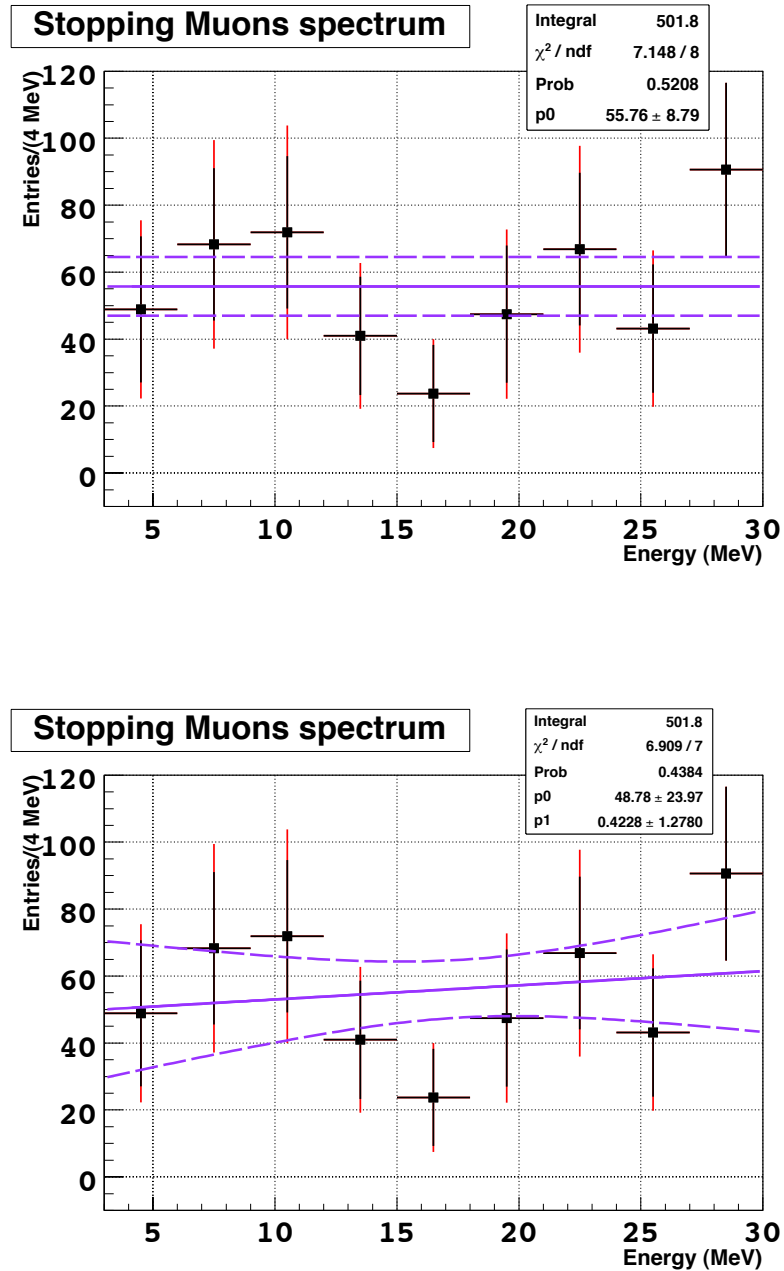 Stopping Muons spectrum
Integral 501.8
χ² / ndf 7.148 / 8
Prob 0.5208
p0 55.76 ± 8.79
Entries/(4 MeV)
120
100
80
60
40
20
0
5 10 15 20 25 30
Energy (MeV)
Stopping Muons spectrum
Integral 501.8
χ² / ndf 6.909 / 7
Prob 0.4384
p0 48.78 ± 23.97
p1 0.4228 ± 1.2780
Entries/(4 MeV)
120
100
80
60
40
20
0
5 10 15 20 25 30
Energy (MeV)